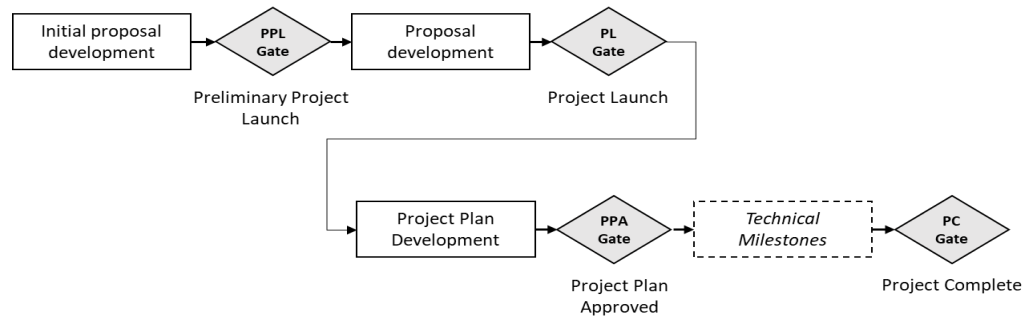 Initial proposal
development
PPL
Gate
Preliminary Project
Launch
Proposal
development
PL
Gate
Project Launch
Project Plan
Development
PPA
Gate
Project Plan
Approved
Technical
Milestones
PC
Gate
Project Complete